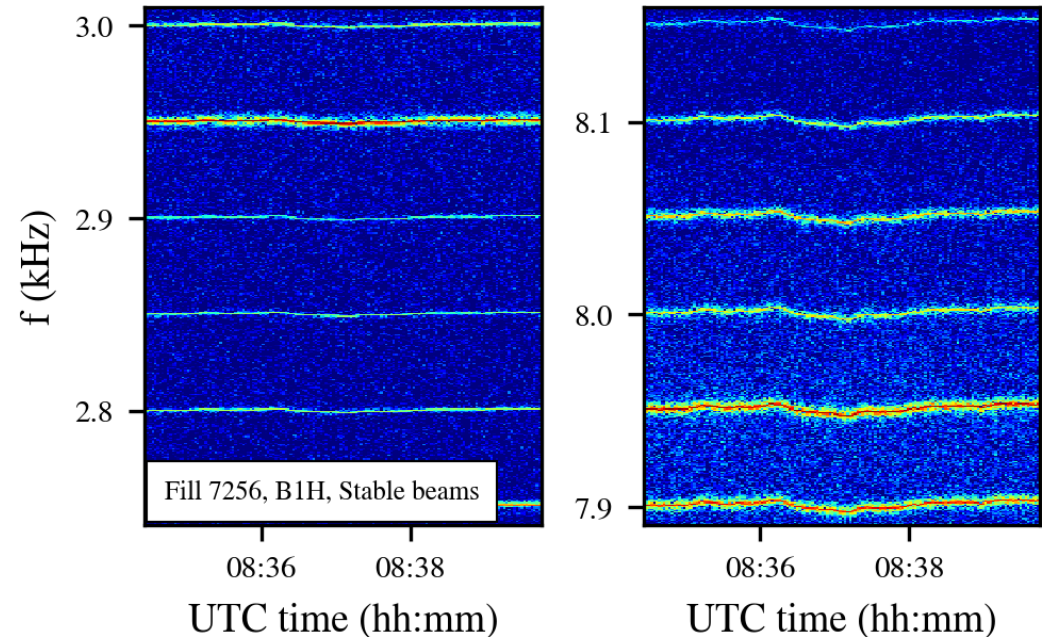 3.0
2.9
2.8
f (kHz)
Fill 7256, B1H, Stable beams
08:36
08:38
UTC time (hh:mm)
8.1
8.0
7.9
08:36
08:38
UTC time (hh:mm)